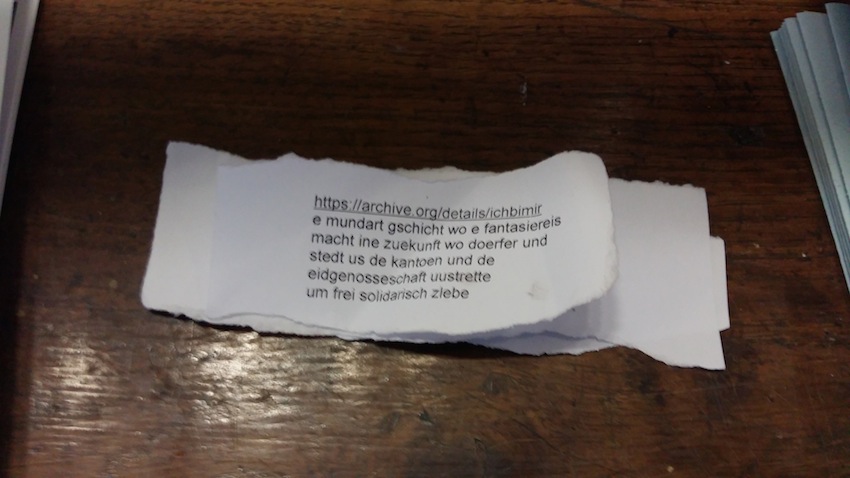 https://archive.org/details/ichbimir
e mundart gschicht wo e fantasiereis
macht ine zuekunft wo doerfer und
stedt us de kantoen und de
eidgenosseschaft uustrette
um frei solidarisch zlebe